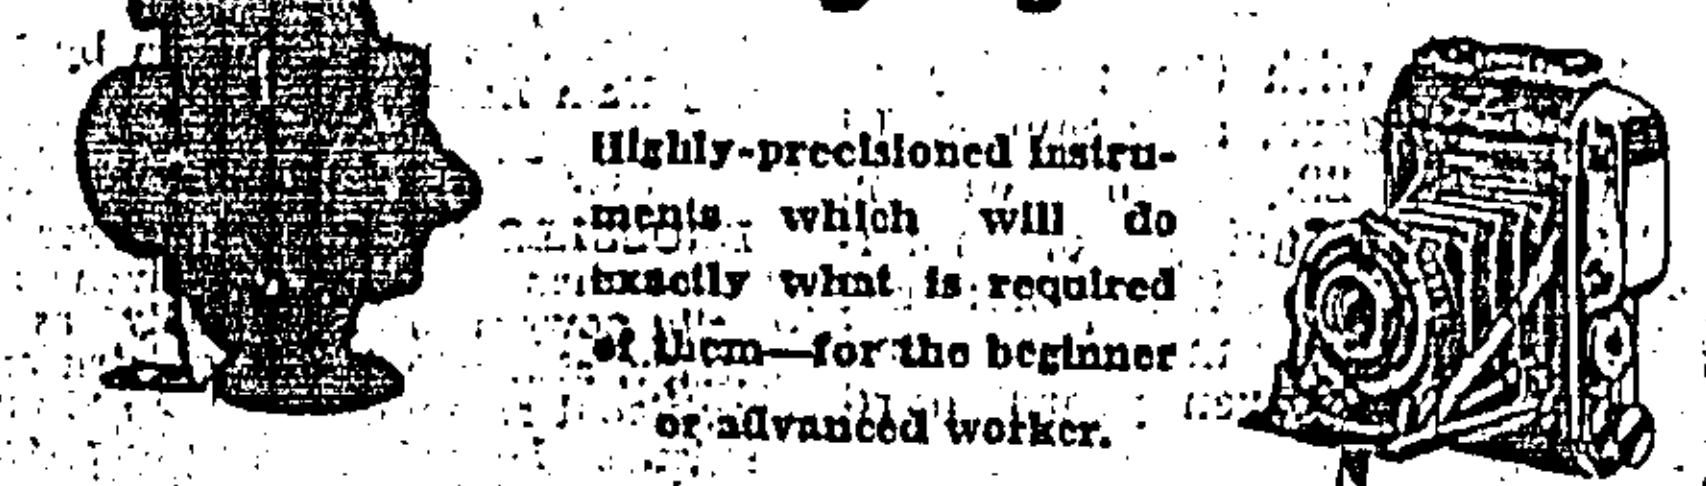 Highly-precisioned instru-
ments which will do
exactly what is required
of them—for the beginner
or advanced worker.